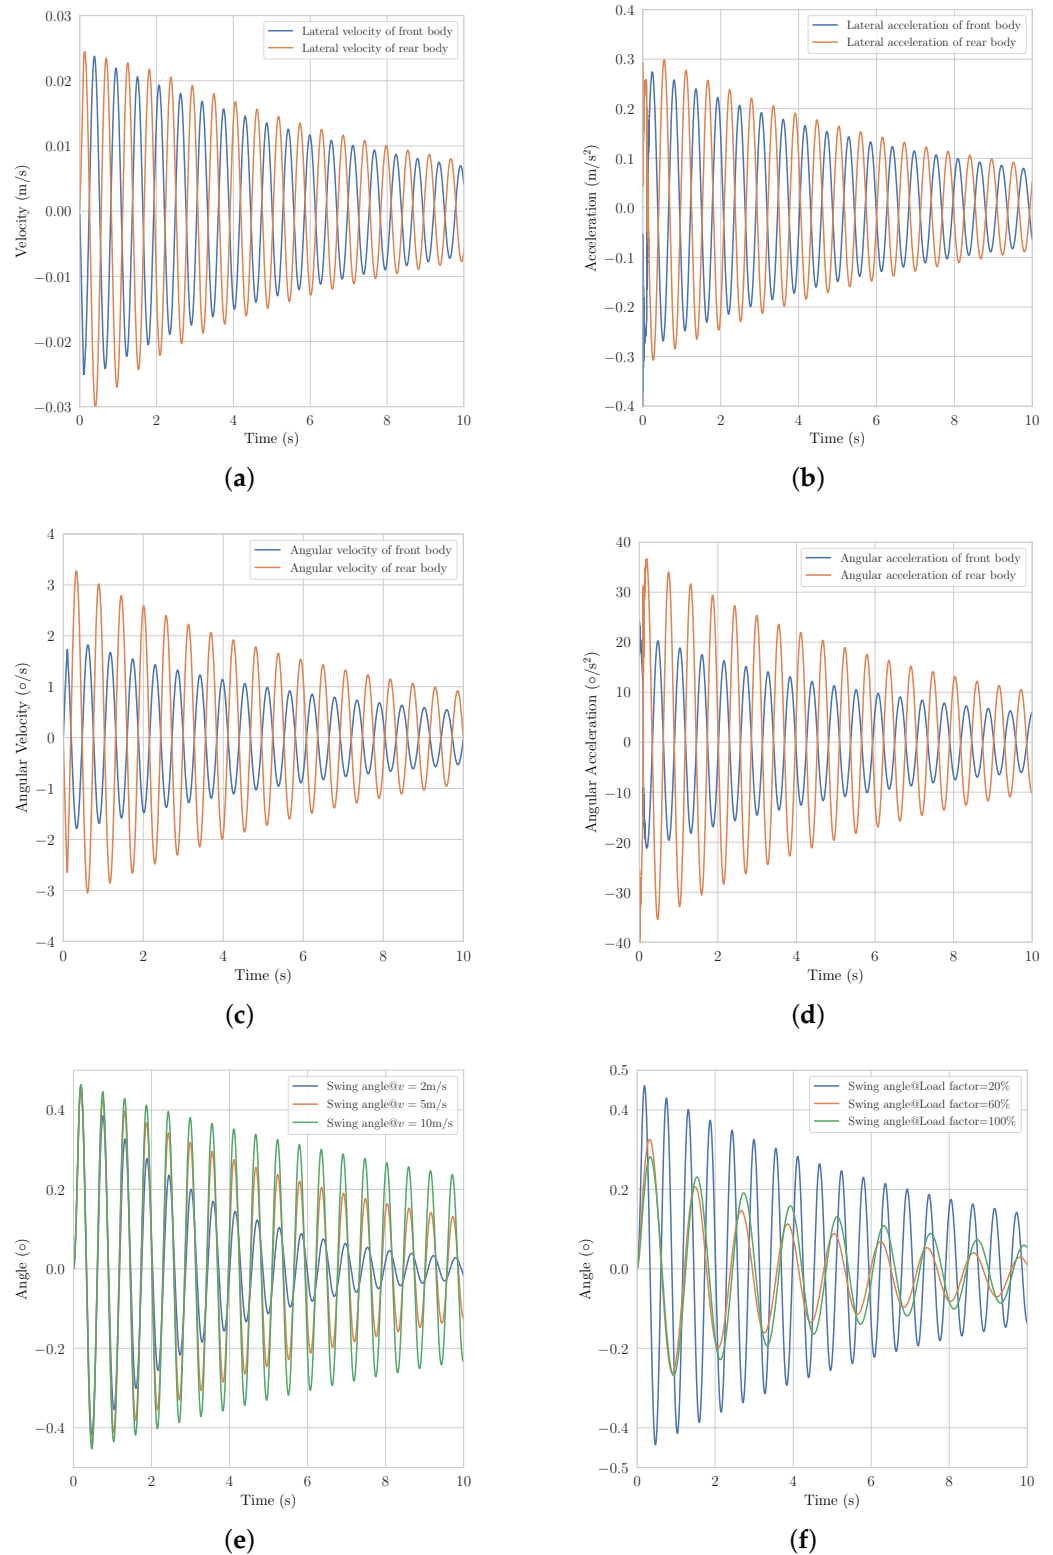 0.03
0.02
0.01
0.00
−0.01
−0.02
−0.03
Velocity (m/s)
Lateral velocity of front body
Lateral velocity of rear body
0 2 4 6 8 10
Time (s)
(a)
0.4
0.3
0.2
0.1
0.0
−0.1
−0.2
−0.3
−0.4
Acceleration (m/s²)
Lateral acceleration of front body
Lateral acceleration of rear body
0 2 4 6 8 10
Time (s)
(b)
4
3
2
1
0
−1
−2
−3
−4
Angular Velocity (○/s)
Angular velocity of front body
Angular velocity of rear body
0 2 4 6 8 10
Time (s)
(c)
40
30
20
10
0
−10
−20
−30
−40
Angular Acceleration (○/s²)
Angular acceleration of front body
Angular acceleration of rear body
0 2 4 6 8 10
Time (s)
(d)
0.4
0.2
0.0
−0.2
−0.4
Angle (○)
Swing angle@v = 2m/s
Swing angle@v = 5m/s
Swing angle@v = 10m/s
0 2 4 6 8 10
Time (s)
(e)
0.5
0.4
0.2
0.0
−0.2
−0.4
−0.5
Angle (○)
Swing angle@Load factor=20%
Swing angle@Load factor=60%
Swing angle@Load factor=100%
0 2 4 6 8 10
Time (s)
(f)